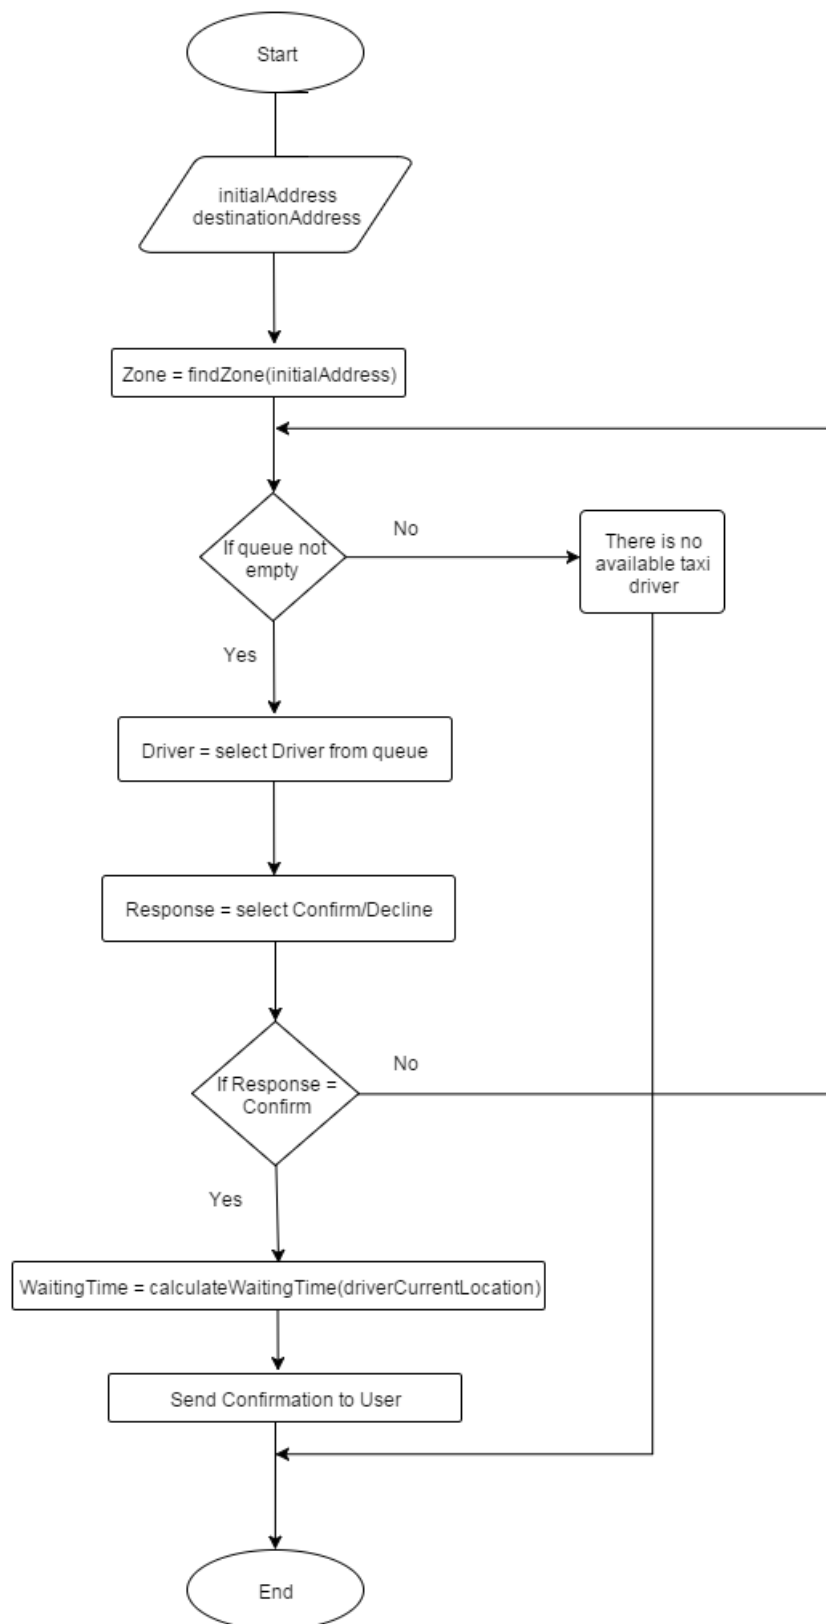 Start
initialAddress
destinationAddress
Zone = findZone(initialAddress)
If queue not
empty
No
There is no
available taxi
driver
Yes
Driver = select Driver from queue
Response = select Confirm/Decline
If Response =
Confirm
No
Yes
WaitingTime = calculateWaitingTime(driverCurrentLocation)
Send Confirmation to User
End